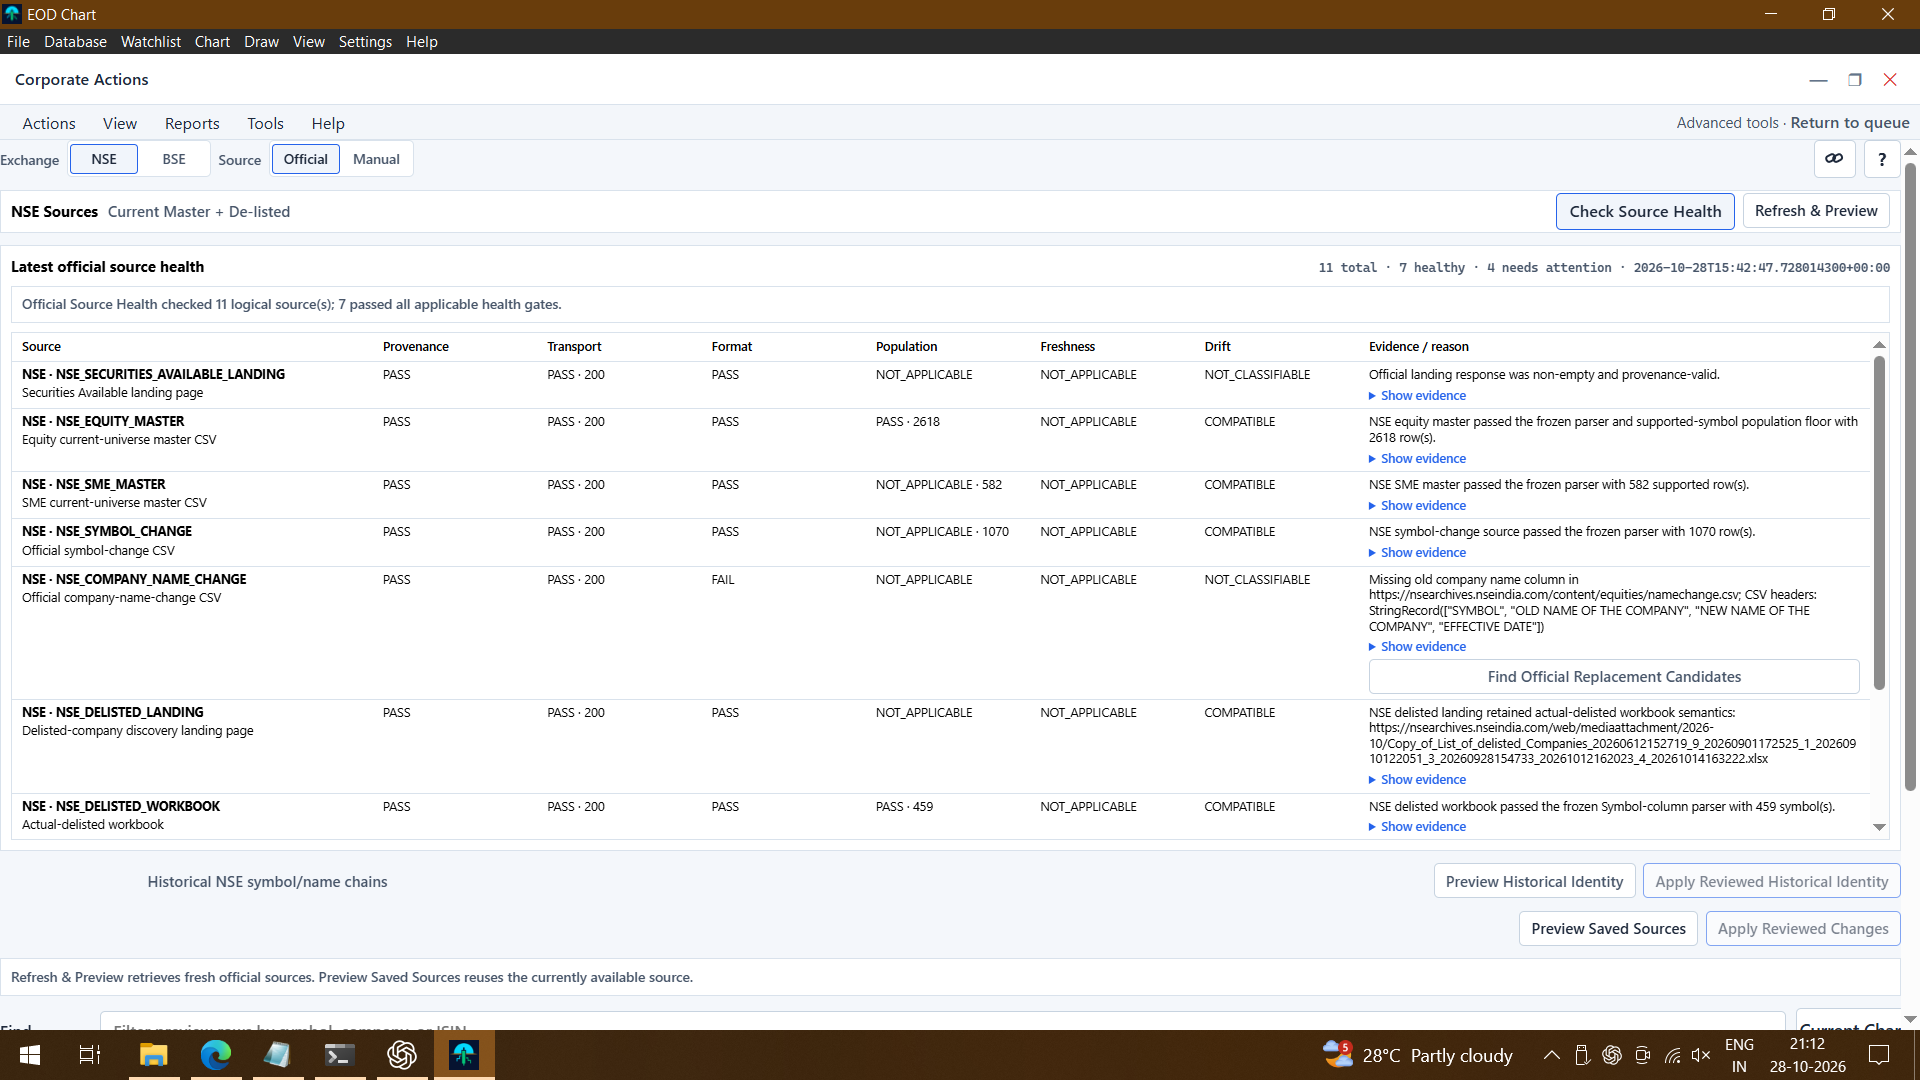 EOD Chart
File Database Watchlist Chart Draw View Settings Help
Corporate Actions
Actions View Reports Tools Help
Advanced tools · Return to queue
Exchange NSE BSE Source Official Manual
?
NSE Sources Current Master + De-listed
Check Source Health Refresh & Preview
Latest official source health
11 total · 7 healthy · 4 needs attention · 2026-10-28T15:42:47.728014300+00:00
Official Source Health checked 11 logical source(s); 7 passed all applicable health gates.
Source Provenance Transport Format Population Freshness Drift Evidence / reason
NSE · NSE_SECURITIES_AVAILABLE_LANDING PASS PASS · 200 PASS NOT_APPLICABLE NOT_APPLICABLE NOT_CLASSIFIABLE Official landing response was non-empty and provenance-valid.
Securities Available landing page
Show evidence
NSE · NSE_EQUITY_MASTER PASS PASS · 200 PASS PASS · 2618 NOT_APPLICABLE COMPATIBLE NSE equity master passed the frozen parser and supported-symbol population floor with
Equity current-universe master CSV
2618 row(s).
Show evidence
NSE · NSE_SME_MASTER PASS PASS · 200 PASS NOT_APPLICABLE · 582 NOT_APPLICABLE COMPATIBLE NSE SME master passed the frozen parser with 582 supported row(s).
SME current-universe master CSV
Show evidence
NSE · NSE_SYMBOL_CHANGE PASS PASS · 200 PASS NOT_APPLICABLE · 1070 NOT_APPLICABLE COMPATIBLE NSE symbol-change source passed the frozen parser with 1070 row(s).
Official symbol-change CSV
Show evidence
NSE · NSE_COMPANY_NAME_CHANGE PASS PASS · 200 FAIL NOT_APPLICABLE NOT_APPLICABLE NOT_CLASSIFIABLE Missing old company name column in
Official company-name-change CSV
https://nsearchives.nseindia.com/content/equities/namechange.csv; CSV headers:
StringRecord(["SYMBOL", "OLD NAME OF THE COMPANY", "NEW NAME OF THE
COMPANY", "EFFECTIVE DATE"])
Show evidence
Find Official Replacement Candidates
NSE · NSE_DELISTED_LANDING PASS PASS · 200 PASS NOT_APPLICABLE NOT_APPLICABLE COMPATIBLE NSE delisted landing retained actual-delisted workbook semantics:
Delisted-company discovery landing page
https://nsearchives.nseindia.com/web/mediaattachment/2026-
10/Copy_of_List_of_delisted_Companies_20260612152719_9_20260901172525_1_202609
10122051_3_20260928154733_20261012162023_4_20261014163222.xlsx
Show evidence
NSE · NSE_DELISTED_WORKBOOK PASS PASS · 200 PASS PASS · 459 NOT_APPLICABLE COMPATIBLE NSE delisted workbook passed the frozen Symbol-column parser with 459 symbol(s).
Actual-delisted workbook
Show evidence
Historical NSE symbol/name chains
Preview Historical Identity Apply Reviewed Historical Identity
Preview Saved Sources Apply Reviewed Changes
Refresh & Preview retrieves fresh official sources. Preview Saved Sources reuses the currently available source.
Find Filter preview rows by symbol, company, or ISIN
5 28°C Partly cloudy
ENG
IN
21:12
28-10-2026